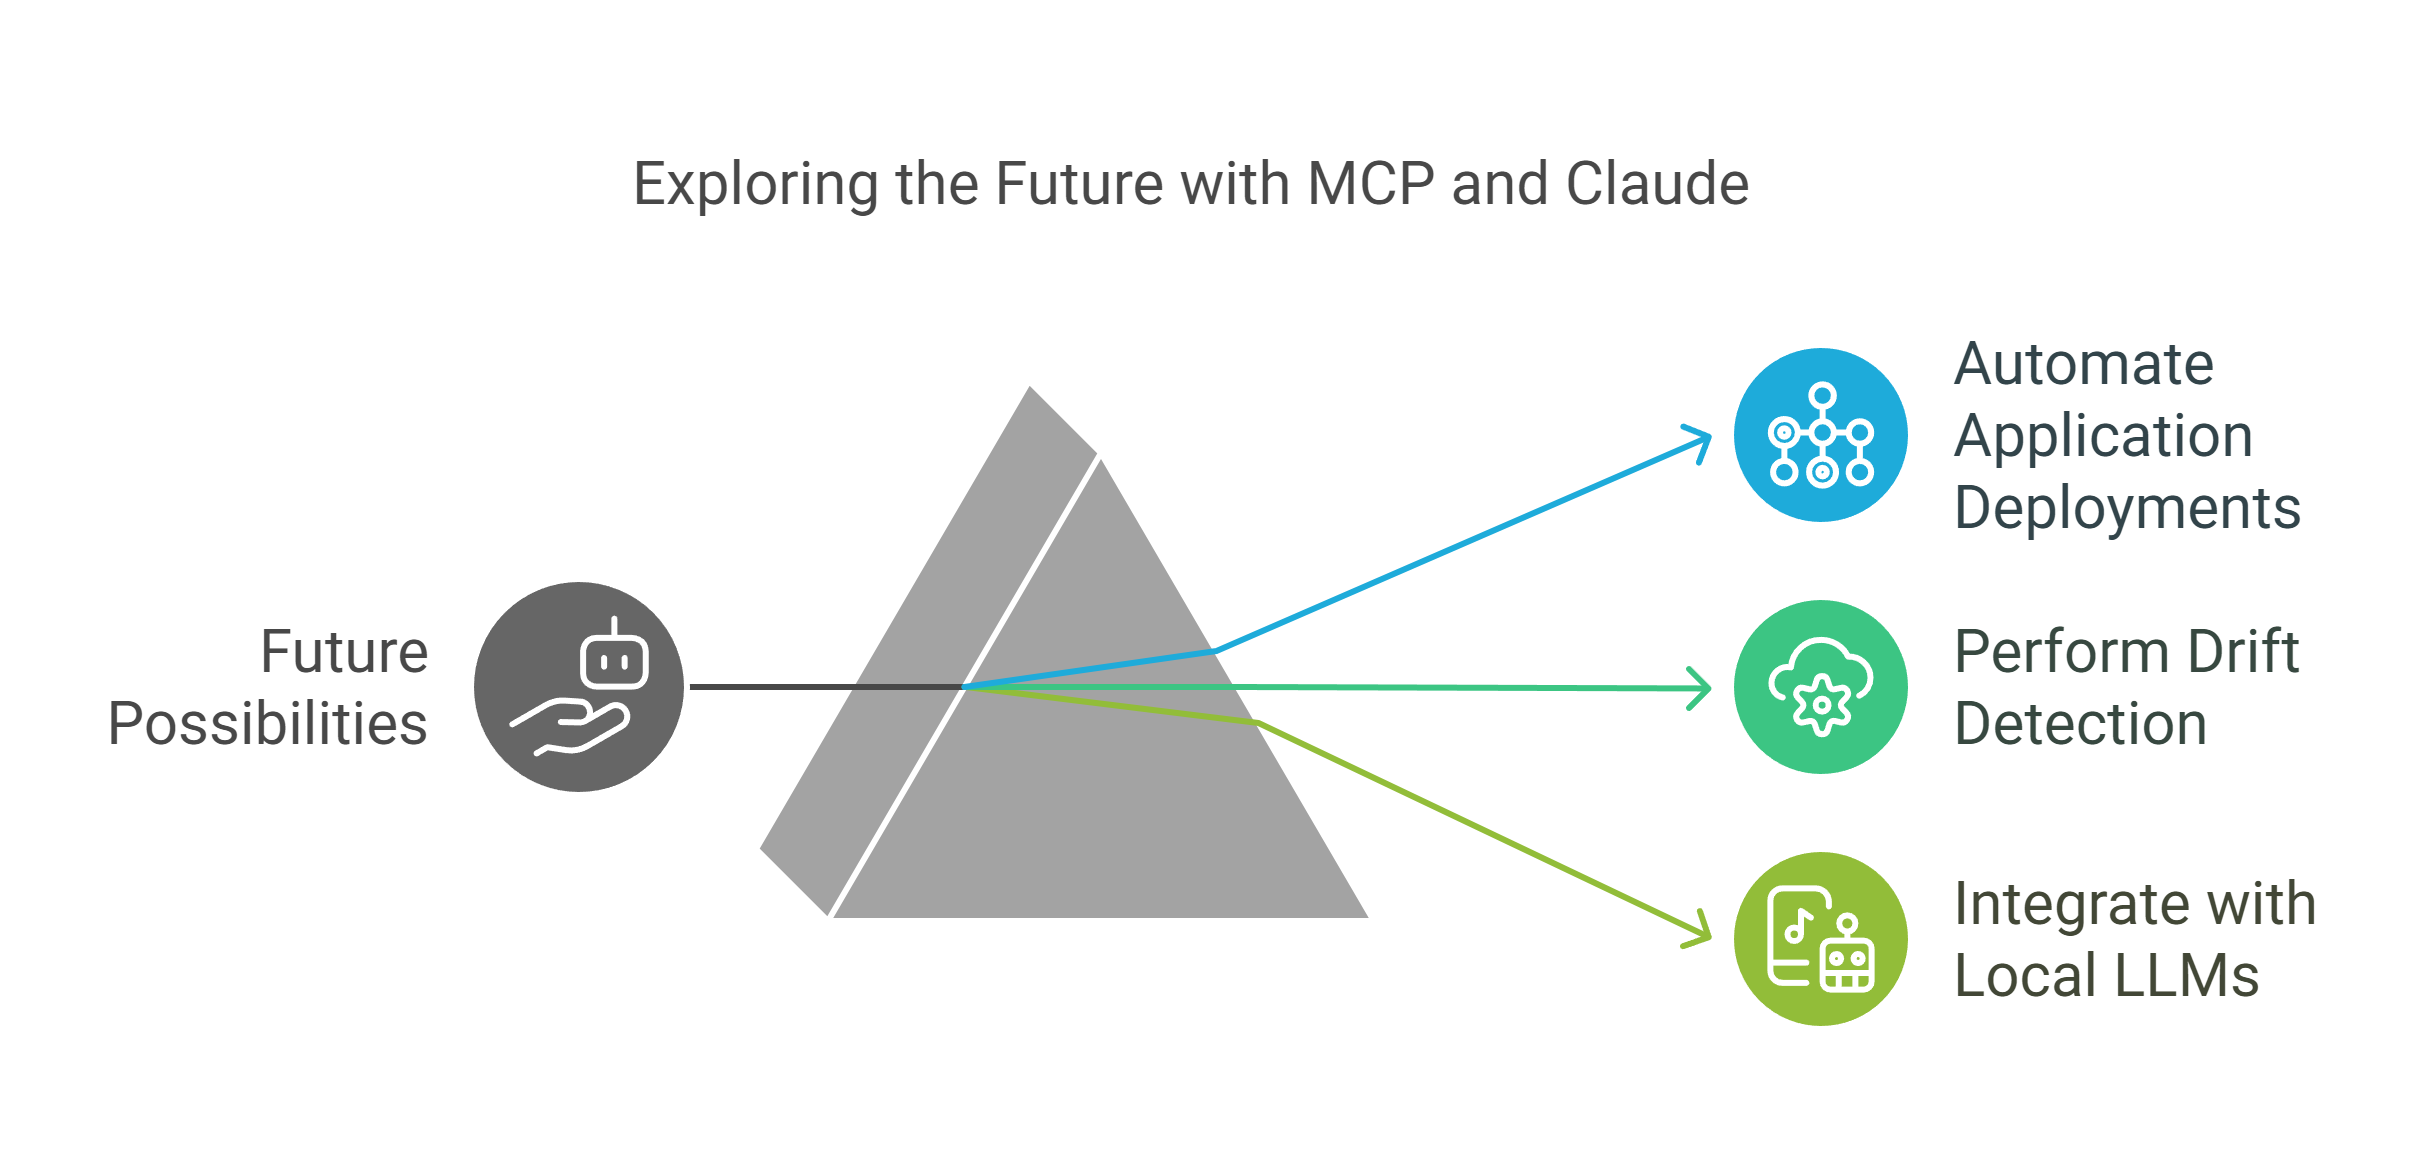 Exploring the Future with MCP and Claude
Future
Possibilities
Automate
Application
Deployments
Perform Drift
Detection
Integrate with
Local LLMs